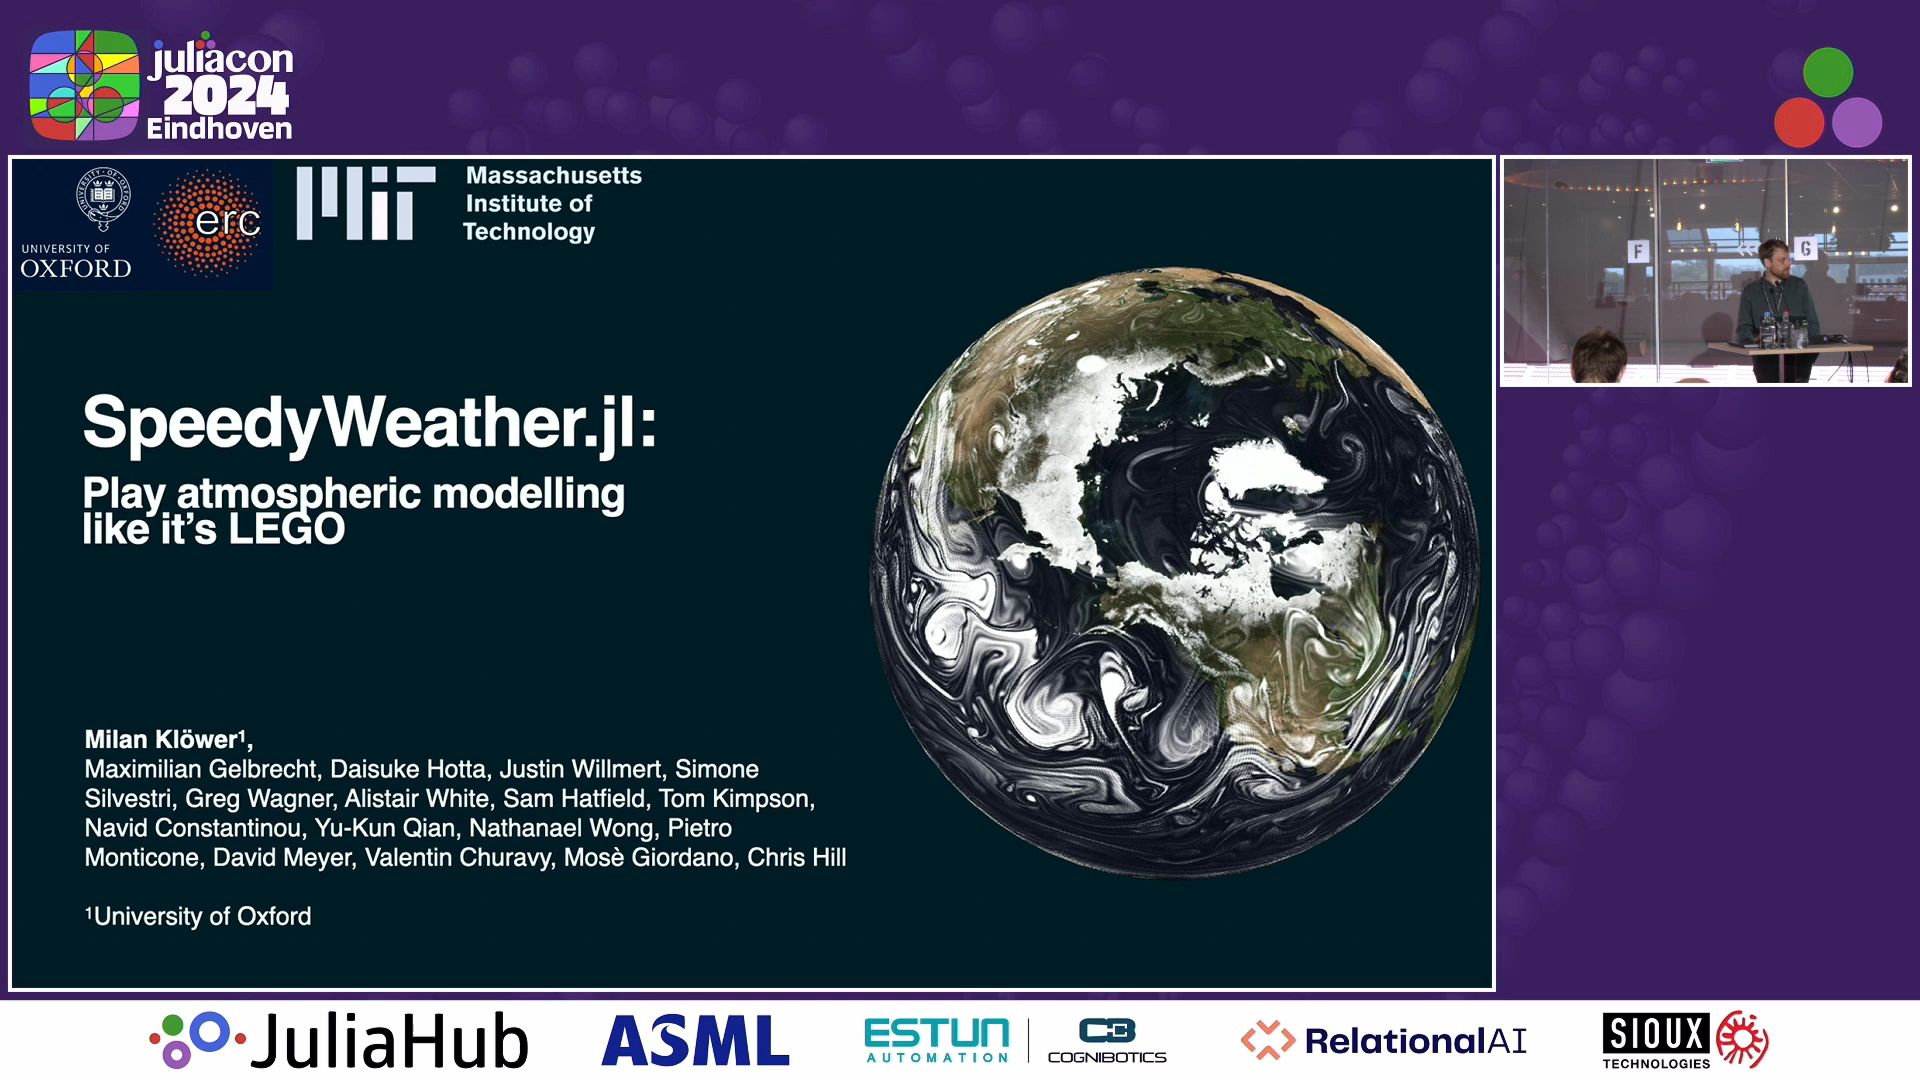 juliacon
2024
Eindhoven
UNIVERSITY OF
OXFORD
erc
MIT
Massachusetts
Institute of
Technology
F
G
SpeedyWeather.jl:
Play atmospheric modelling
like it's LEGO
Milan Klöwer¹,
Maximilian Gelbrecht, Daisuke Hotta, Justin Willmert, Simone
Silvestri, Greg Wagner, Alistair White, Sam Hatfield, Tom Kimpson,
Navid Constantinou, Yu-Kun Qian, Nathanael Wong, Pietro
Monticone, David Meyer, Valentin Churavy, Mosè Giordano, Chris Hill
¹University of Oxford
JuliaHub
ASML
ESTUN
AUTOMATION
COGNIBOTICS
RelationalAI
SIOUX
TECHNOLOGIES